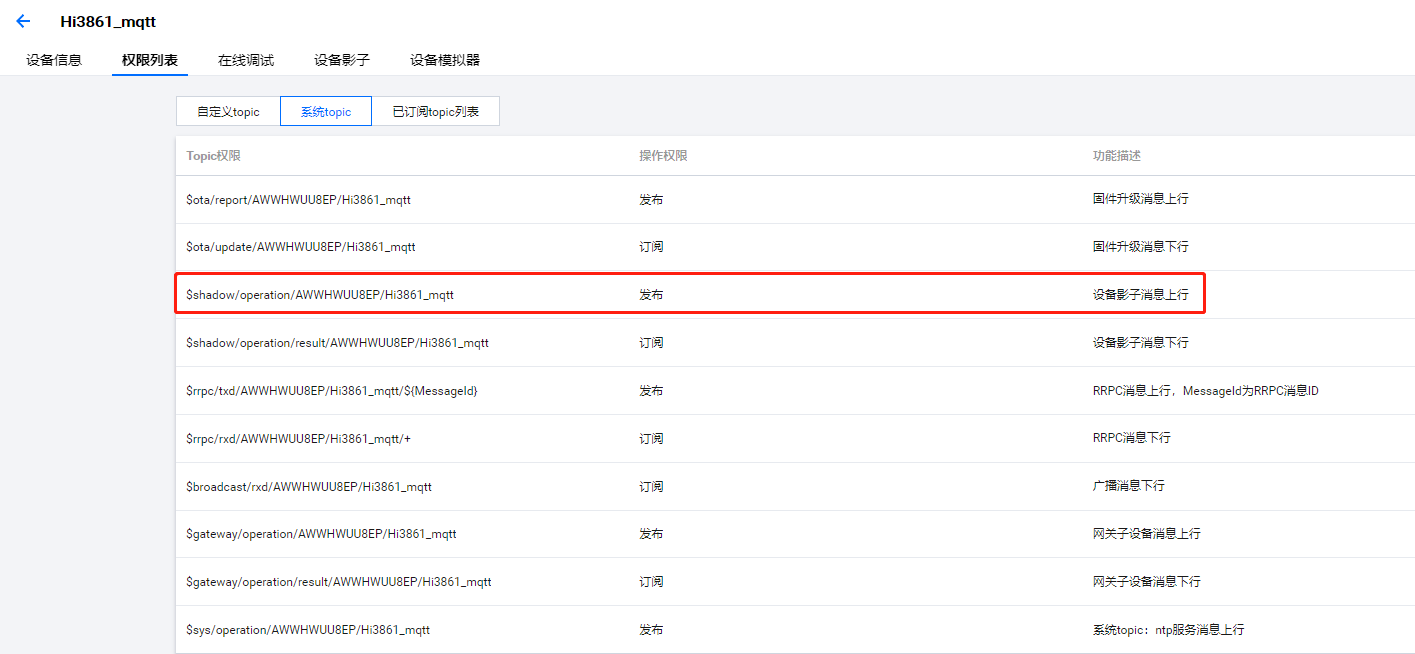 Hi3861_mqtt
设备信息 权限列表 在线调试 设备影子 设备模拟器
自定义topic 系统topic 已订阅topic列表
Topic权限 操作权限 功能描述
$ota/report/AWWHWUU8EP/Hi3861_mqtt 发布 固件升级消息上行
$ota/update/AWWHWUU8EP/Hi3861_mqtt 订阅 固件升级消息下行
$shadow/operation/AWWHWUU8EP/Hi3861_mqtt 发布 设备影子消息上行
$shadow/operation/result/AWWHWUU8EP/Hi3861_mqtt 订阅 设备影子消息下行
$rrpc/txd/AWWHWUU8EP/Hi3861_mqtt/${MessageId} 发布 RRPC消息上行，MessageId为RRPC消息ID
$rrpc/rxd/AWWHWUU8EP/Hi3861_mqtt/+ 订阅 RRPC消息下行
$broadcast/rxd/AWWHWUU8EP/Hi3861_mqtt 订阅 广播消息下行
$gateway/operation/AWWHWUU8EP/Hi3861_mqtt 发布 网关子设备消息上行
$gateway/operation/result/AWWHWUU8EP/Hi3861_mqtt 订阅 网关子设备消息下行
$sys/operation/AWWHWUU8EP/Hi3861_mqtt 发布 系统topic：ntp服务消息上行